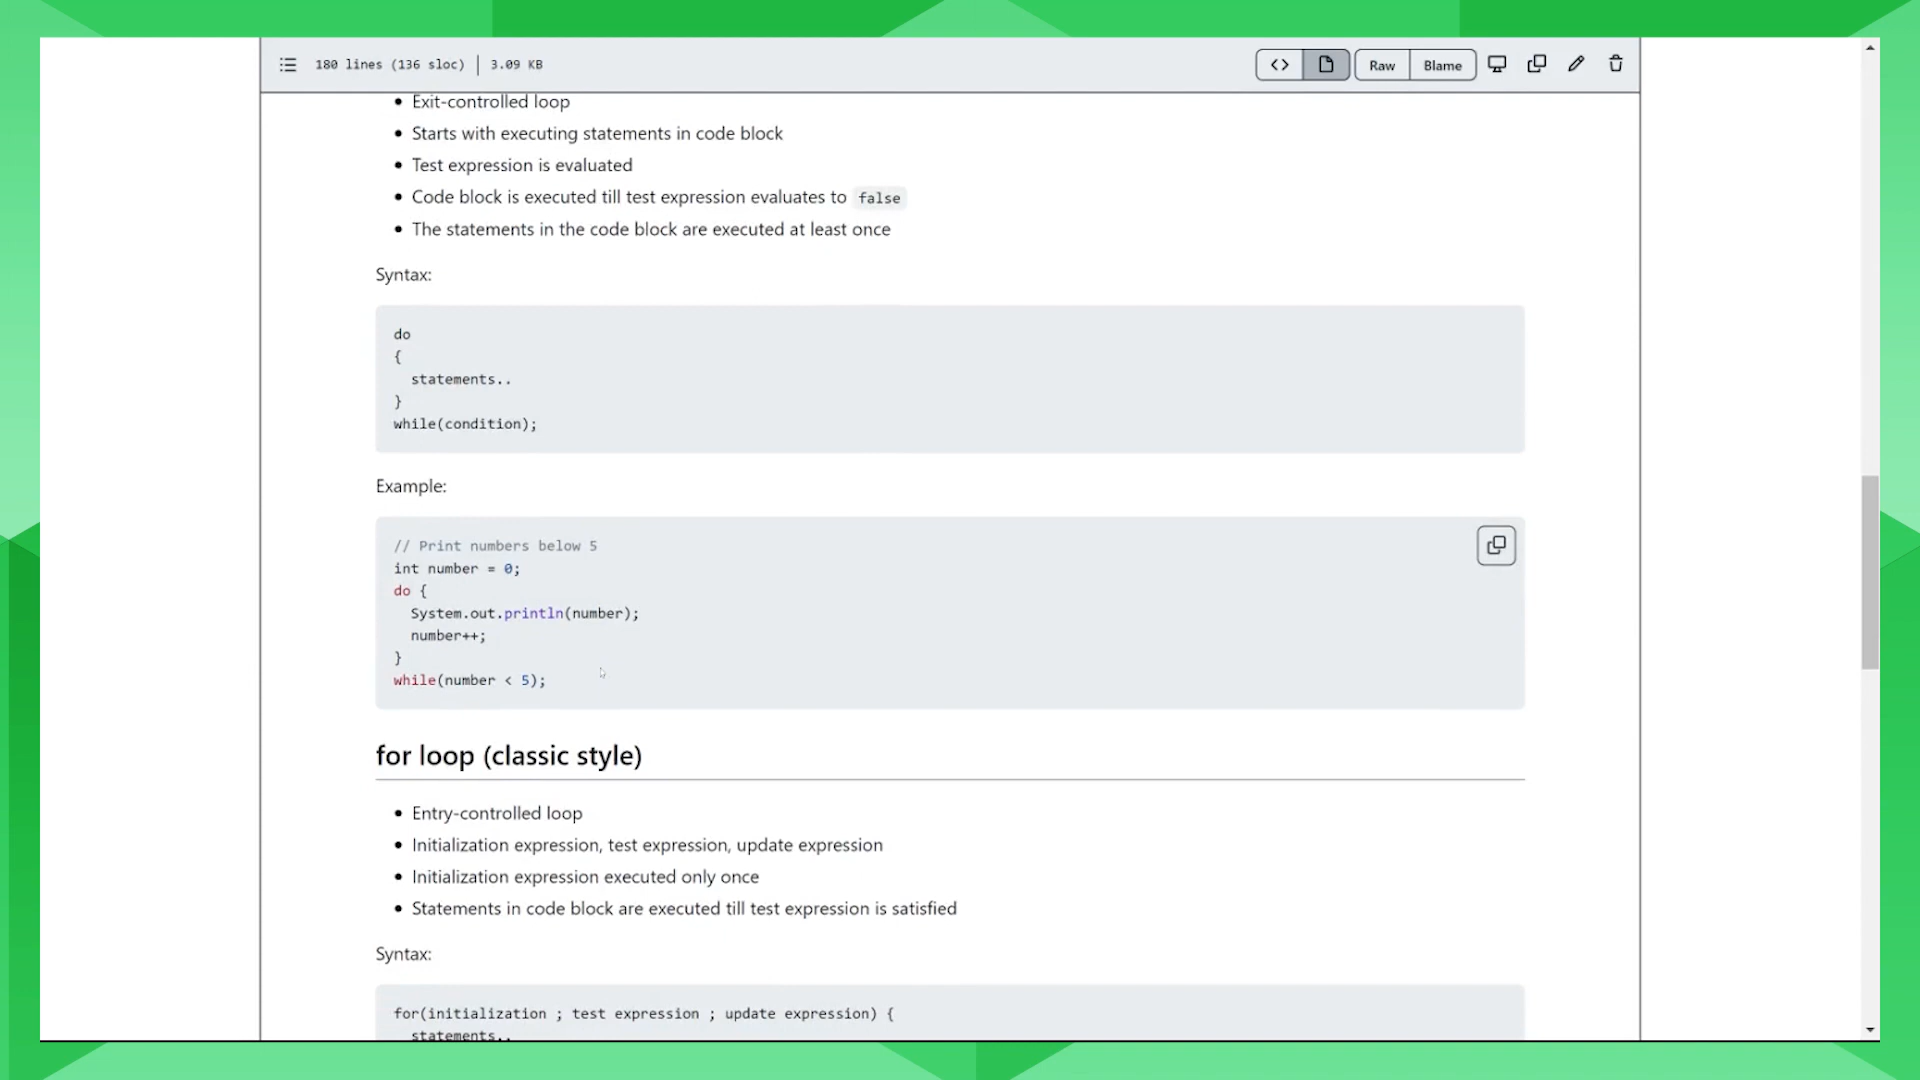 180 lines (136 sloc) | 3.09 KB
Raw
Blame
Exit-controlled loop
Starts with executing statements in code block
Test expression is evaluated
Code block is executed till test expression evaluates to false
The statements in the code block are executed at least once
Syntax:
do
{
statements..
}
while(condition);
Example:
// Print numbers below 5
int number = 0;
do {
System.out.println(number);
number++;
}
while(number < 5);
for loop (classic style)
Entry-controlled loop
Initialization expression, test expression, update expression
Initialization expression executed only once
Statements in code block are executed till test expression is satisfied
Syntax:
for(initialization ; test expression ; update expression) {
statements..